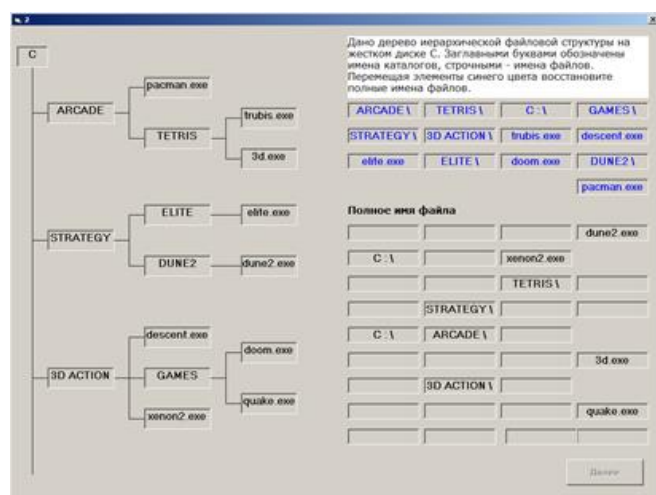 2
C
ARCADE
pacman.exe
TETRIS
trubis.exe
3d.exe
STRATEGY
ELITE
elite.exe
DUNE2
dune2.exe
3D ACTION
descent.exe
GAMES
doom.exe
quake.exe
xenon2.exe
Дано дерево иерархической файловой структуры на
жестком диске С. Заглавными буквами обозначены
имена каталогов, строчными - имена файлов.
Перемещая элементы синего цвета восстановите
полные имена файлов.
ARCADE \ TETRIS \ C :\ GAMES \
STRATEGY \ 3D ACTION \ trubis.exe descent.exe
elite.exe ELITE \ doom.exe DUNE2 \
pacman.exe
Полное имя файла
dune2.exe
C :\ xenon2.exe
TETRIS \
STRATEGY \
C :\ ARCADE \
3d.exe
3D ACTION \
quake.exe
Далее